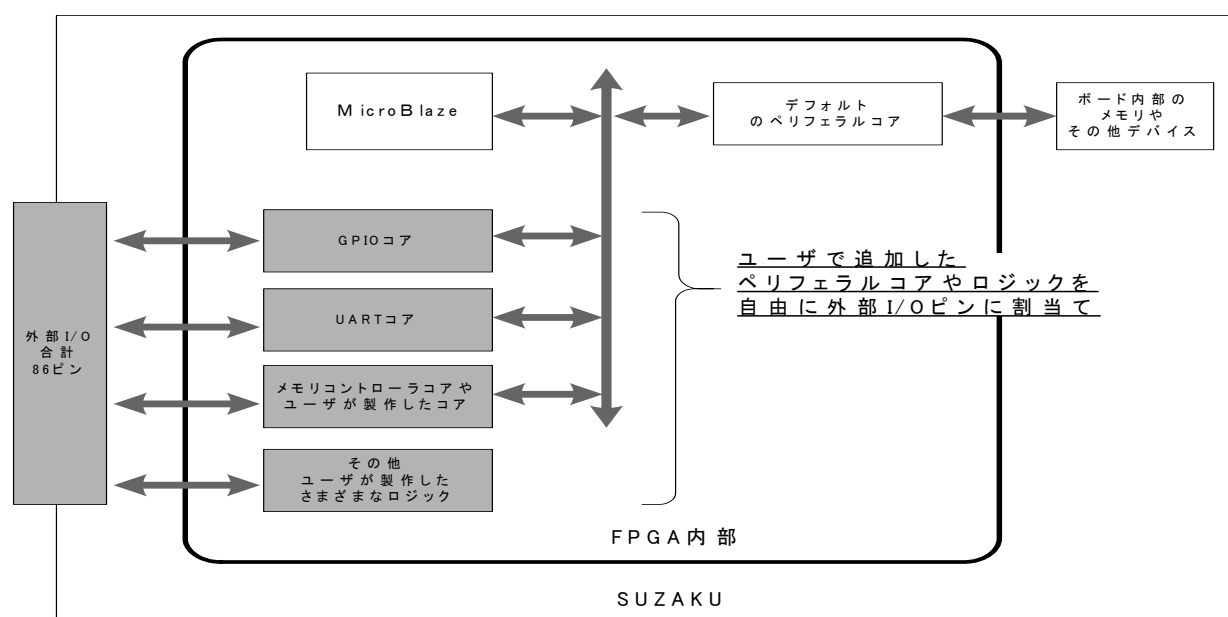 MicroBlaze
デフォルト
のペリフェラルコア
ボード内部の
メモリや
その他デバイス
GPIOコア
ユーザで追加した
ペリフェラルコアやロジックを
自由に外部I/Oピンに割当て
UARTコア
外部I/O
合計
86ピン
メモリコントローラコアや
ユーザが製作したコア
その他
ユーザが製作した
さまざまなロジック
FPGA内部
SUZAKU